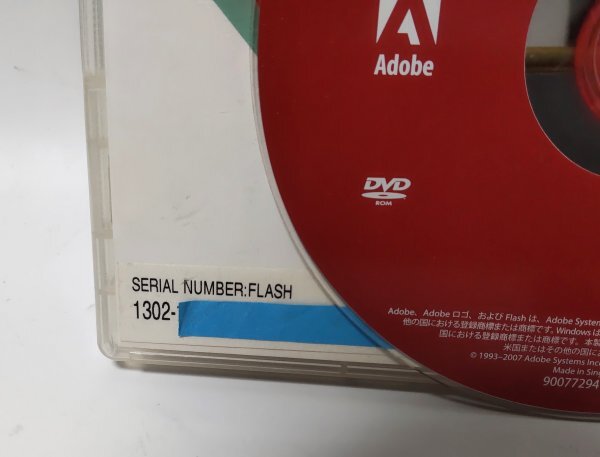 Adobe
DVD
ROM
SERIAL NUMBER:FLASH
1302-
Adobe、Adobe ロゴ、および Flash は、Adobe System
他の国における登録商標または商標です。Windows は
国における登録商標または商標です。本製
米国またはその他の国にお
© 1993–2007 Adobe Systems Inco
Made in Sin
90077294